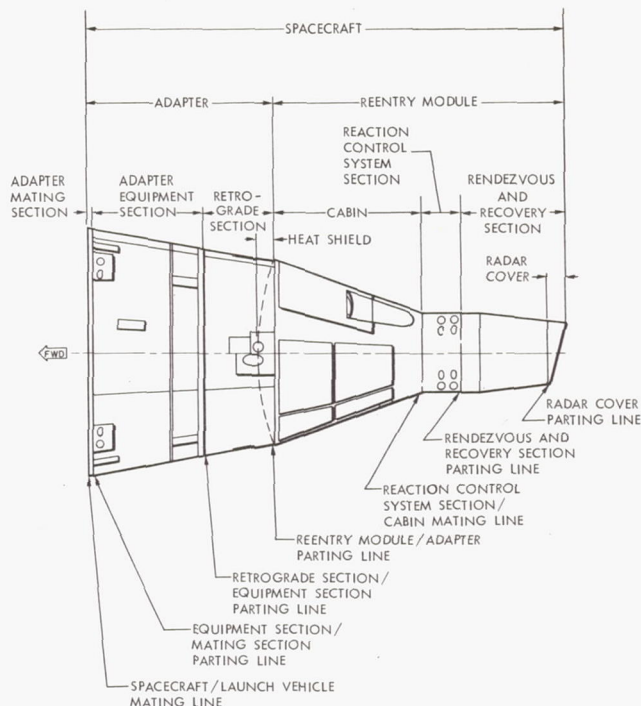 SPACECRAFT
ADAPTER
REENTRY MODULE
REACTION
CONTROL
SYSTEM
SECTION
ADAPTER
MATING
SECTION
ADAPTER
EQUIPMENT
SECTION
RETRO-
GRADE
SECTION
CABIN
RENDEZVOUS
AND
RECOVERY
SECTION
HEAT SHIELD
RADAR
COVER
FWD
RADAR COVER
PARTING LINE
RENDEZVOUS AND
RECOVERY SECTION
PARTING LINE
REACTION CONTROL
SYSTEM SECTION/
CABIN MATING LINE
REENTRY MODULE/ADAPTER
PARTING LINE
RETROGRADE SECTION/
EQUIPMENT SECTION
PARTING LINE
EQUIPMENT SECTION/
MATING SECTION
PARTING LINE
SPACECRAFT/LAUNCH VEHICLE
MATING LINE